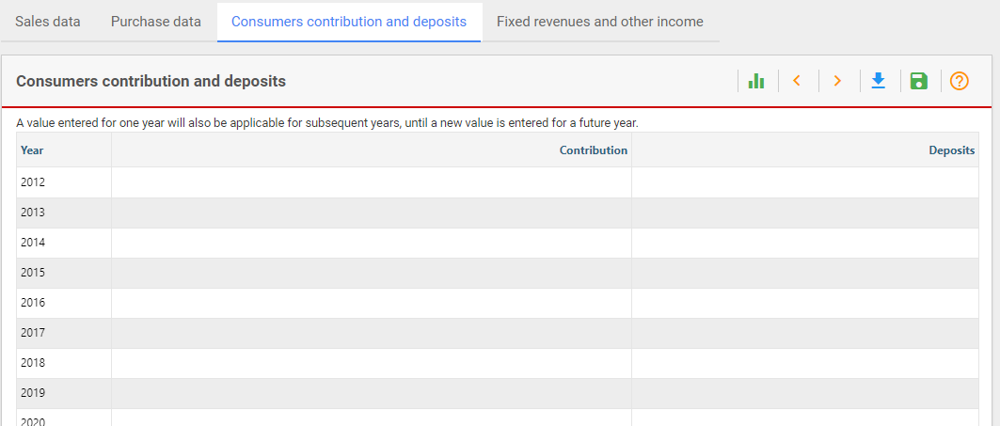 Sales data Purchase data Consumers contribution and deposits Fixed revenues and other income
Consumers contribution and deposits
A value entered for one year will also be applicable for subsequent years, until a new value is entered for a future year.
Year Contribution Deposits
2012
2013
2014
2015
2016
2017
2018
2019
2020